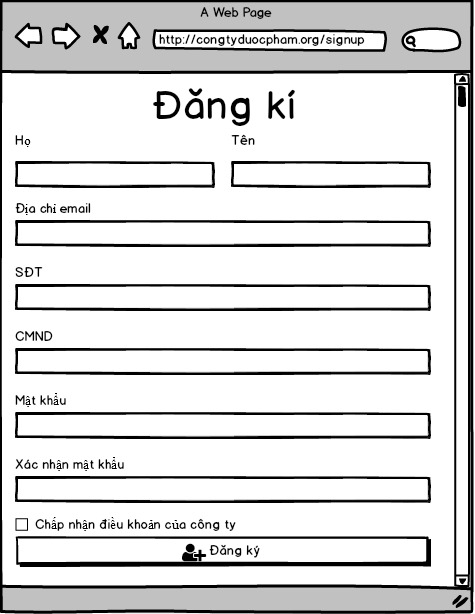 A Web Page
http://congtyduocpham.org/signup
Đăng kí
Họ
Tên
Địa chỉ email
SĐT
CMND
Mật khẩu
Xác nhận mật khẩu
Chấp nhận điều khoản của công ty
Đăng ký